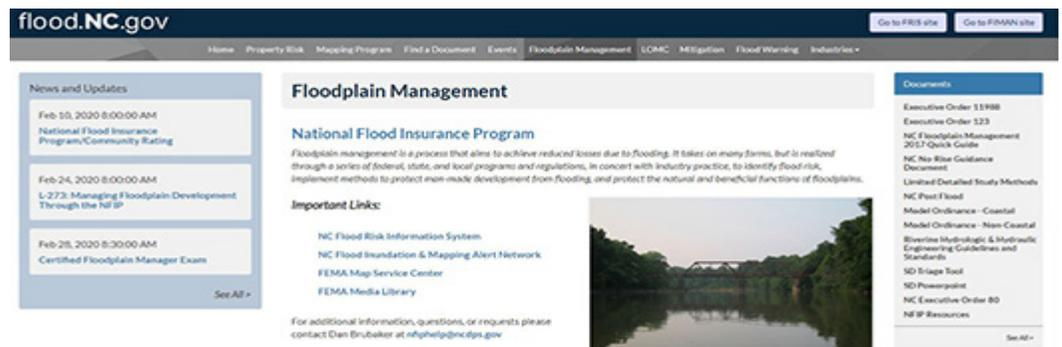 flood.NC.gov
Go to FRIS site
Go to FIMAN site
Home Property Risk Mapping Program Find a Document Events Floodplain Management LOMC Mitigation Flood Warning Industries
News and Updates
Feb 10, 2020 8:00:00 AM
National Flood Insurance
Program/Community Rating
Feb 24, 2020 8:00:00 AM
L-273: Managing Floodplain Development
Through the NFIP
Feb 28, 2020 8:30:00 AM
Certified Floodplain Manager Exam
See All >
Floodplain Management
National Flood Insurance Program
Floodplain management is a process that aims to achieve reduced losses due to flooding. It takes on many forms, but is realized
through a series of federal, state, and local programs and regulations, in concert with industry practice, to identify flood risk,
implement methods to protect man-made development from flooding, and protect the natural and beneficial functions of floodplains.
Important Links:
NC Flood Risk Information System
NC Flood Inundation & Mapping Alert Network
FEMA Map Service Center
FEMA Media Library
For additional information, questions, or requests please
contact Dan Brubaker at nfiphelp@ncdps.gov
Documents
Executive Order 11988
Executive Order 123
NC Floodplain Management
2017 Quick Guide
NC No-Rise Guidance
Document
Limited Detailed Study Methods
NC Post Flood
Model Ordinance - Coastal
Model Ordinance - Non-Coastal
Riverine Hydrologic & Hydraulic
Engineering Guidelines and
Standards
SD Triage Tool
SD Powerpoint
NC Executive Order 80
NFIP Resources
See All >